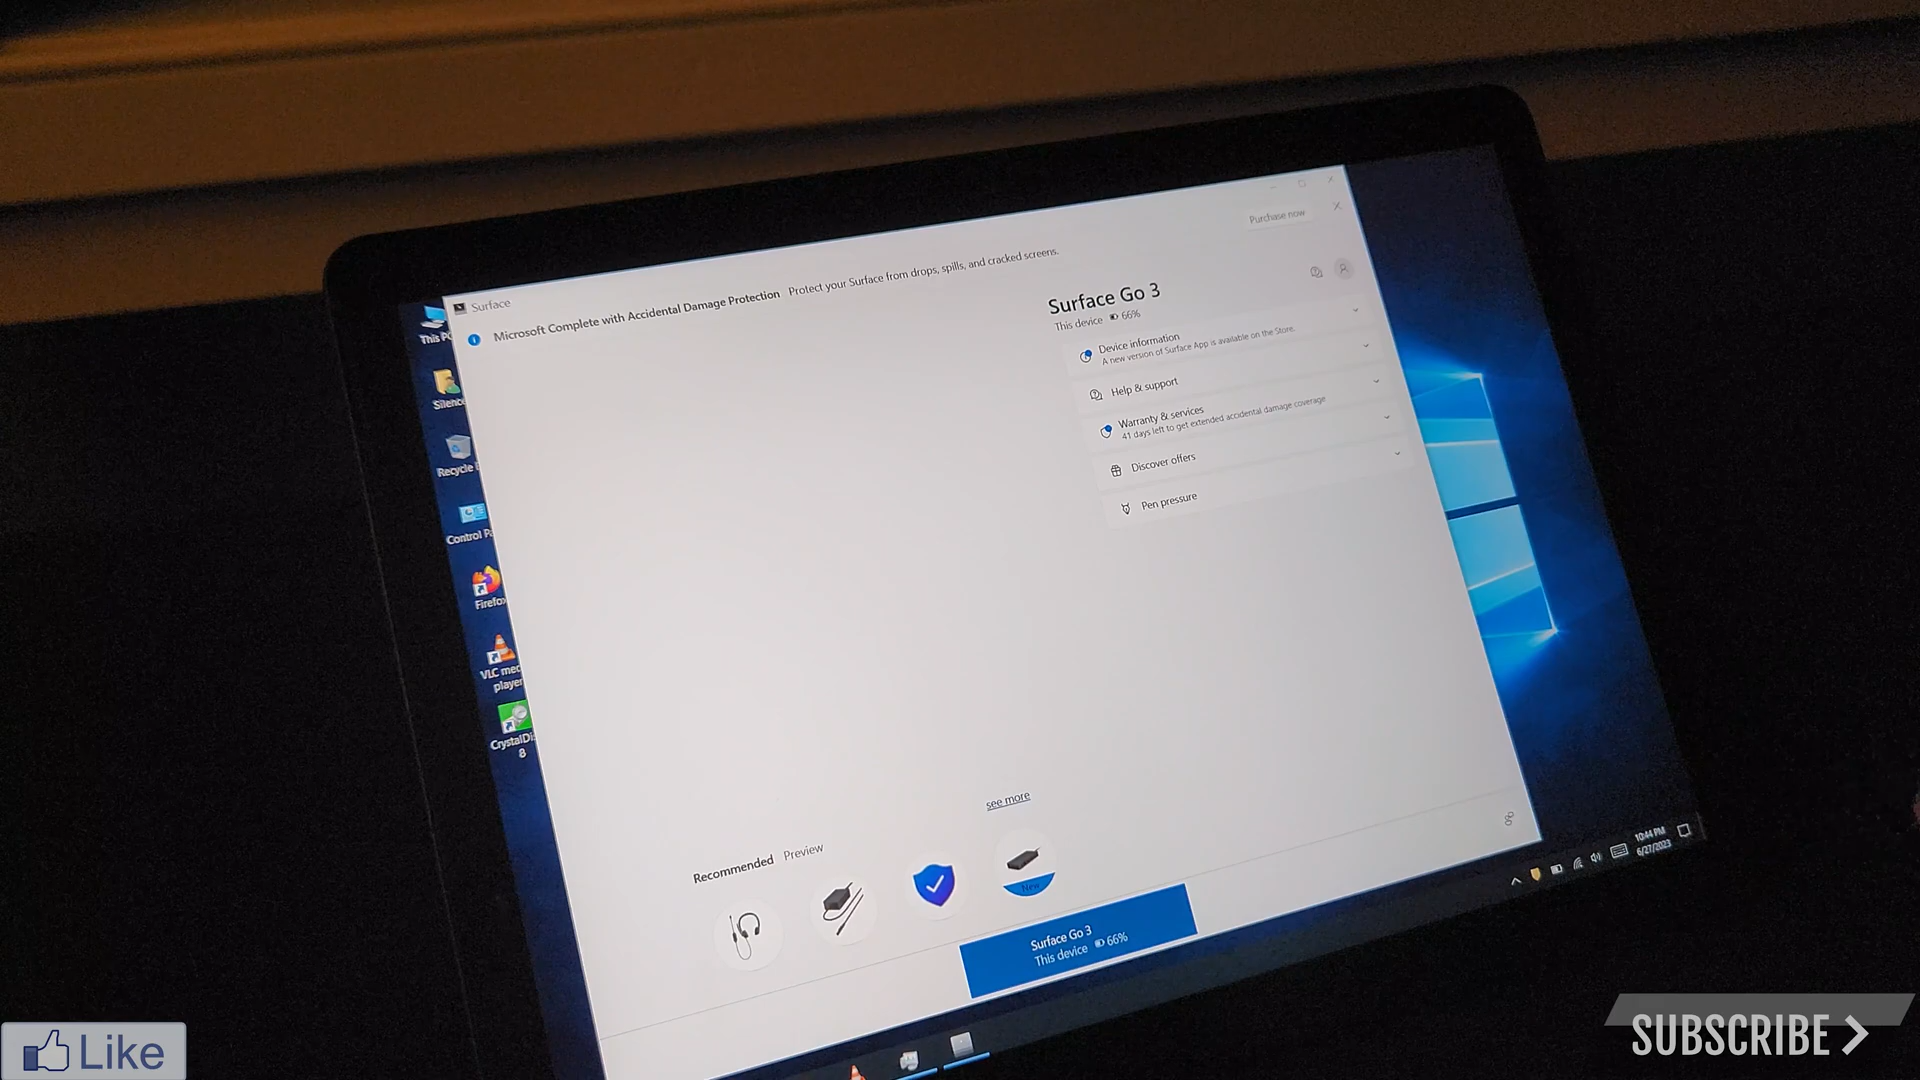 Surface
Purchase now
Microsoft Complete with Accidental Damage Protection Protect your Surface from drops, spills, and cracked screens.
Surface Go 3
This device 66%
Device information
A new version of Surface App is available on the Store.
Help & support
Warranty & services
41 days left to get extended accidental damage coverage
Discover offers
Pen pressure
This PC
Silenc
Recycle
Control P
Firefox
VLC med
player
CrystalDi
8
see more
Recommended Preview
New
Surface Go 3
This device 66%
10:44 PM
6/27/2023
Like
SUBSCRIBE